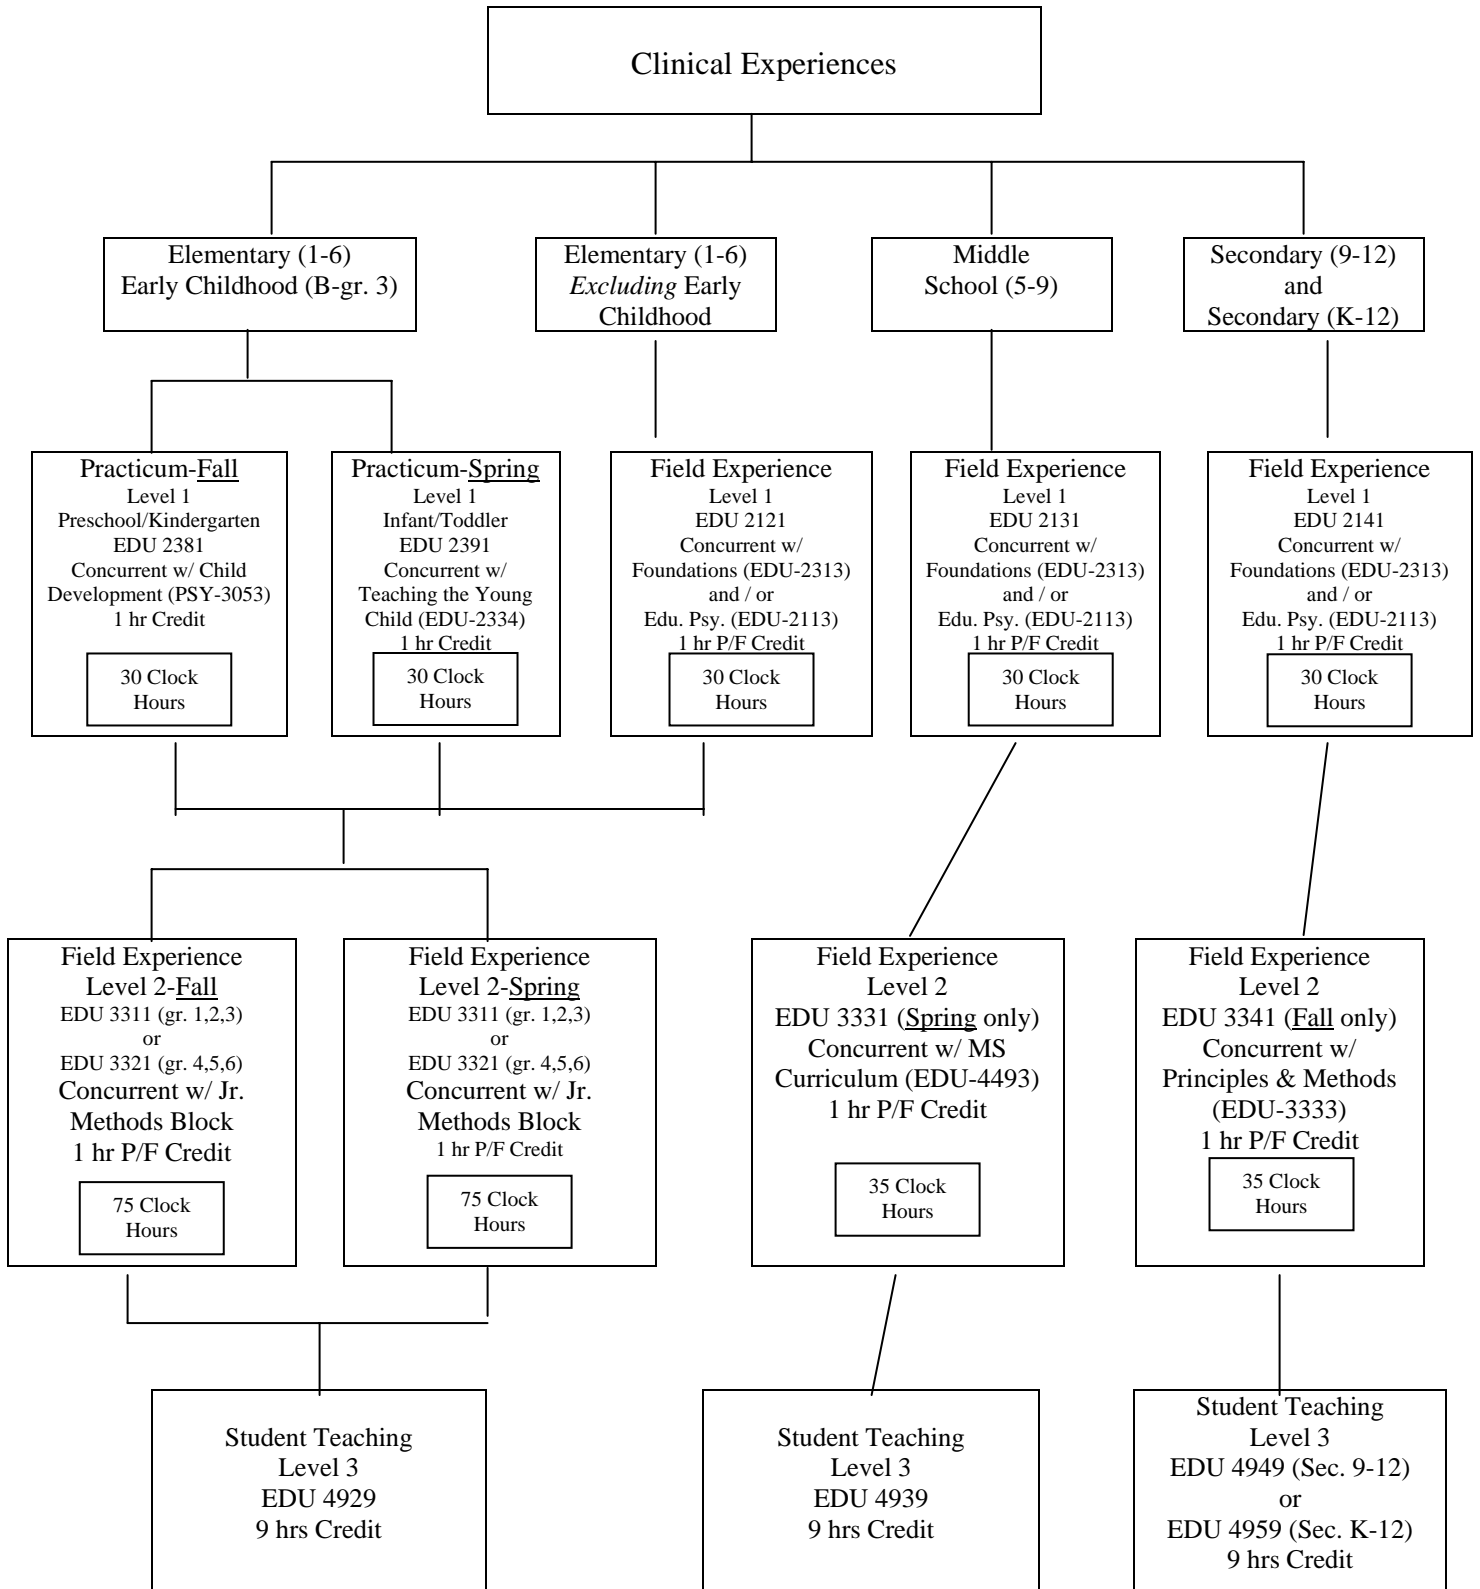 Clinical Experiences
Elementary (1-6)
Early Childhood (B-gr. 3)
Elementary (1-6)
Excluding Early
Childhood
Middle
School (5-9)
Secondary (9-12)
and
Secondary (K-12)
Practicum-Fall
Level 1
Preschool/Kindergarten
EDU 2381
Concurrent w/ Child
Development (PSY-3053)
1 hr Credit
30 Clock
Hours
Practicum-Spring
Level 1
Infant/Toddler
EDU 2391
Concurrent w/
Teaching the Young
Child (EDU-2334)
1 hr Credit
30 Clock
Hours
Field Experience
Level 1
EDU 2121
Concurrent w/
Foundations (EDU-2313)
and / or
Edu. Psy. (EDU-2113)
1 hr P/F Credit
30 Clock
Hours
Field Experience
Level 1
EDU 2131
Concurrent w/
Foundations (EDU-2313)
and / or
Edu. Psy. (EDU-2113)
1 hr P/F Credit
30 Clock
Hours
Field Experience
Level 1
EDU 2141
Concurrent w/
Foundations (EDU-2313)
and / or
Edu. Psy. (EDU-2113)
1 hr P/F Credit
30 Clock
Hours
Field Experience
Level 2-Fall
EDU 3311 (gr. 1,2,3)
or
EDU 3321 (gr. 4,5,6)
Concurrent w/ Jr.
Methods Block
1 hr P/F Credit
75 Clock
Hours
Field Experience
Level 2-Spring
EDU 3311 (gr. 1,2,3)
or
EDU 3321 (gr. 4,5,6)
Concurrent w/ Jr.
Methods Block
1 hr P/F Credit
75 Clock
Hours
Field Experience
Level 2
EDU 3331 (Spring only)
Concurrent w/ MS
Curriculum (EDU-4493)
1 hr P/F Credit
35 Clock
Hours
Field Experience
Level 2
EDU 3341 (Fall only)
Concurrent w/
Principles & Methods
(EDU-3333)
1 hr P/F Credit
35 Clock
Hours
Student Teaching
Level 3
EDU 4929
9 hrs Credit
Student Teaching
Level 3
EDU 4939
9 hrs Credit
Student Teaching
Level 3
EDU 4949 (Sec. 9-12)
or
EDU 4959 (Sec. K-12)
9 hrs Credit